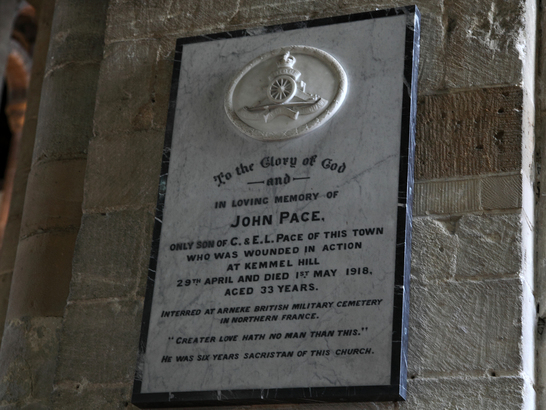 To the Glory of God
and
IN LOVING MEMORY OF
JOHN PACE,
ONLY SON OF C. & E.L. PACE OF THIS TOWN
WHO WAS WOUNDED IN ACTION
AT KEMMEL HILL
29TH APRIL AND DIED 1ST MAY 1918,
AGED 33 YEARS.
INTERRED AT ARNEKE BRITISH MILITARY CEMETERY
IN NORTHERN FRANCE.
"GREATER LOVE HATH NO MAN THAN THIS."
HE WAS SIX YEARS SACRISTAN OF THIS CHURCH.